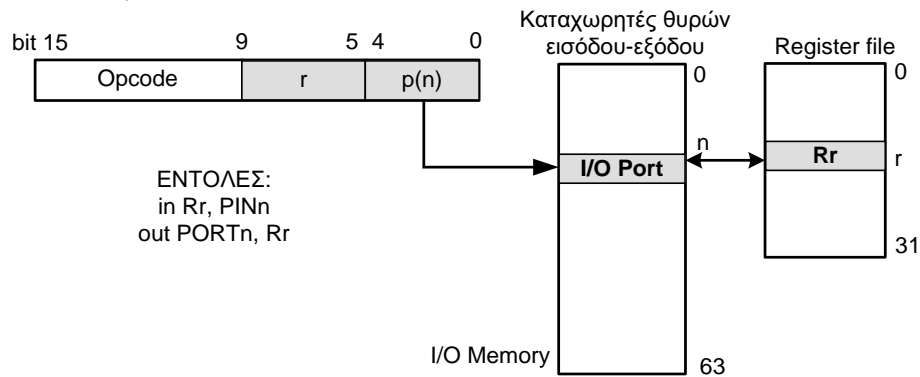 Καταχωρητές θυρών
εισόδου-εξόδου
Register file
bit 15 9 5 4 0
0 0
Opcode r p(n)
n
I/O Port
Rr r
ΕΝΤΟΛΕΣ:
in Rr, PINn
out PORTn, Rr
31
I/O Memory
63